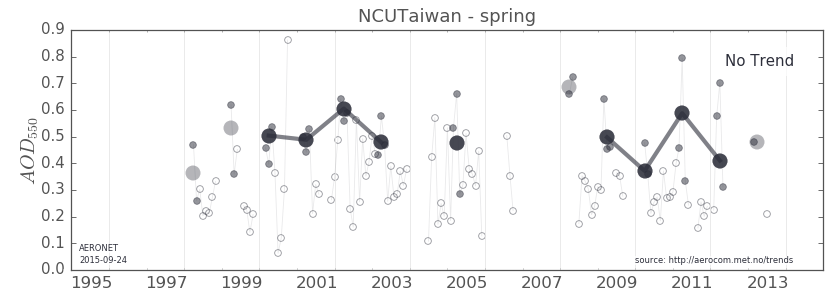 NCUTaiwan - spring
0.9
0.8
0.7
0.6
0.5
0.4
0.3
0.2
0.1
0.0
AOD550
No Trend
AERONET
2015-09-24
source: http://aerocom.met.no/trends
1995 1997 1999 2001 2003 2005 2007 2009 2011 2013